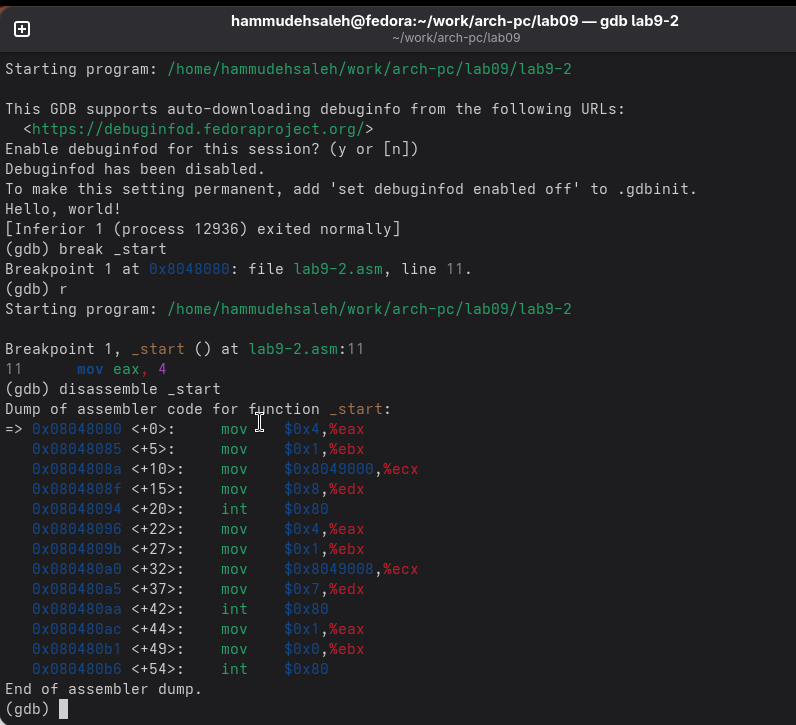 hammudehsaleh@fedora:~/work/arch-pc/lab09 — gdb lab9-2
~/work/arch-pc/lab09
Starting program: /home/hammudehsaleh/work/arch-pc/lab09/lab9-2
This GDB supports auto-downloading debuginfo from the following URLs:
  <https://debuginfod.fedoraproject.org/>
Enable debuginfod for this session? (y or [n])
Debuginfod has been disabled.
To make this setting permanent, add 'set debuginfod enabled off' to .gdbinit.
Hello, world!
[Inferior 1 (process 12936) exited normally]
(gdb) break _start
Breakpoint 1 at 0x8048080: file lab9-2.asm, line 11.
(gdb) r
Starting program: /home/hammudehsaleh/work/arch-pc/lab09/lab9-2
Breakpoint 1, _start () at lab9-2.asm:11
11      mov eax, 4
(gdb) disassemble _start
Dump of assembler code for function _start:
=> 0x08048080 <+0>:    mov    $0x4,%eax
   0x08048085 <+5>:    mov    $0x1,%ebx
   0x0804808a <+10>:    mov    $0x8049000,%ecx
   0x0804808f <+15>:    mov    $0x8,%edx
   0x08048094 <+20>:    int    $0x80
   0x08048096 <+22>:    mov    $0x4,%eax
   0x0804809b <+27>:    mov    $0x1,%ebx
   0x080480a0 <+32>:    mov    $0x8049008,%ecx
   0x080480a5 <+37>:    mov    $0x7,%edx
   0x080480aa <+42>:    int    $0x80
   0x080480ac <+44>:    mov    $0x1,%eax
   0x080480b1 <+49>:    mov    $0x0,%ebx
   0x080480b6 <+54>:    int    $0x80
End of assembler dump.
(gdb)